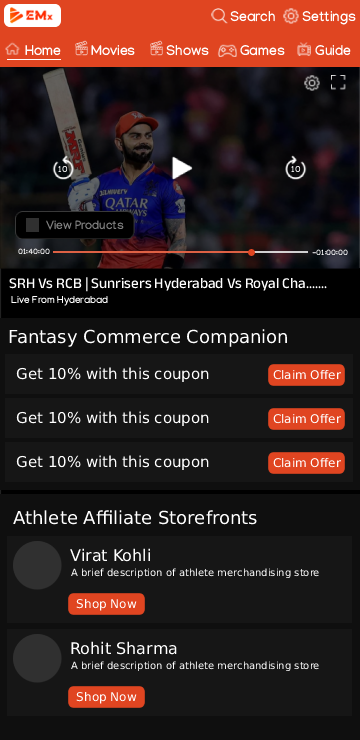 EMx
Search
Settings
Home
Movies
Shows
Games
Guide
10
10
QATAR
AIRWAYS
View Products
01:40:00
-01:00:00
SRH Vs RCB | Sunrisers Hyderabad Vs Royal Cha.......
Live From Hyderabad
Fantasy Commerce Companion
Get 10% with this coupon
Claim Offer
Get 10% with this coupon
Claim Offer
Get 10% with this coupon
Claim Offer
Athlete Affiliate Storefronts
Virat Kohli
A brief description of athlete merchandising store
Shop Now
Rohit Sharma
A brief description of athlete merchandising store
Shop Now